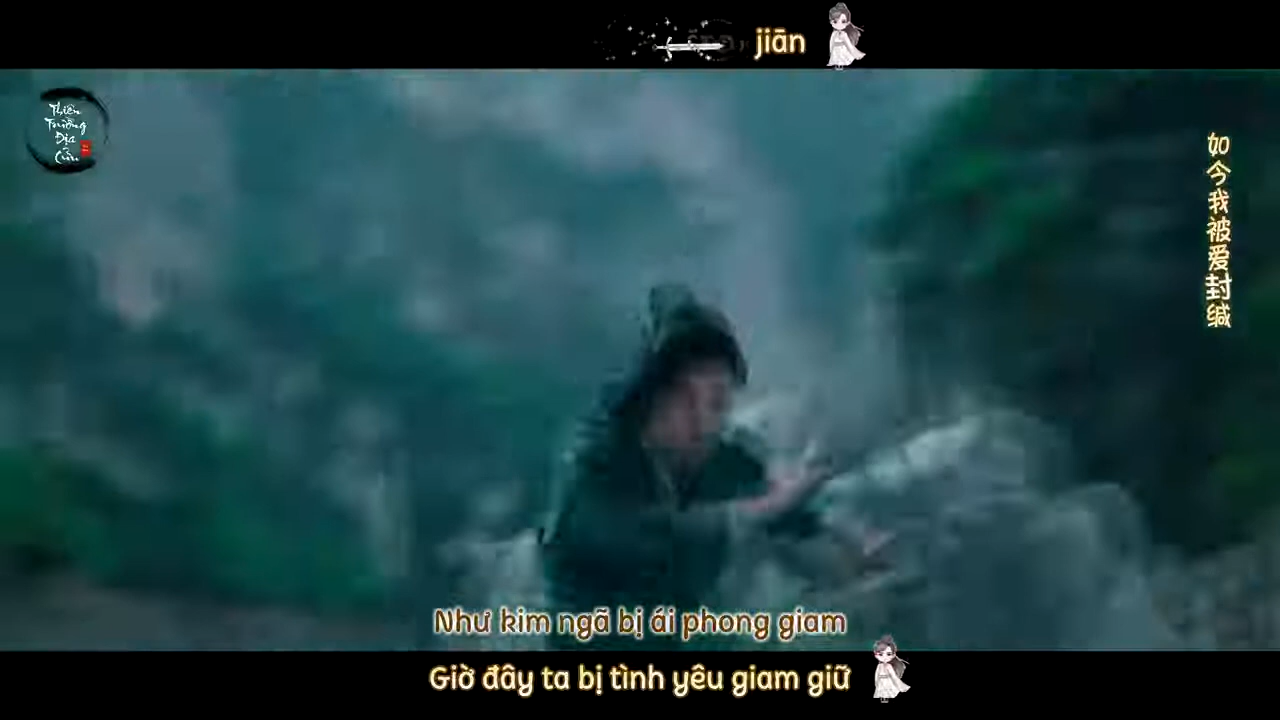 jiān
Thiên
Trường
Địa
Cửu
如今我被爱封缄
Như kim ngã bị ái phong giam
Giờ đây ta bị tình yêu giam giữ